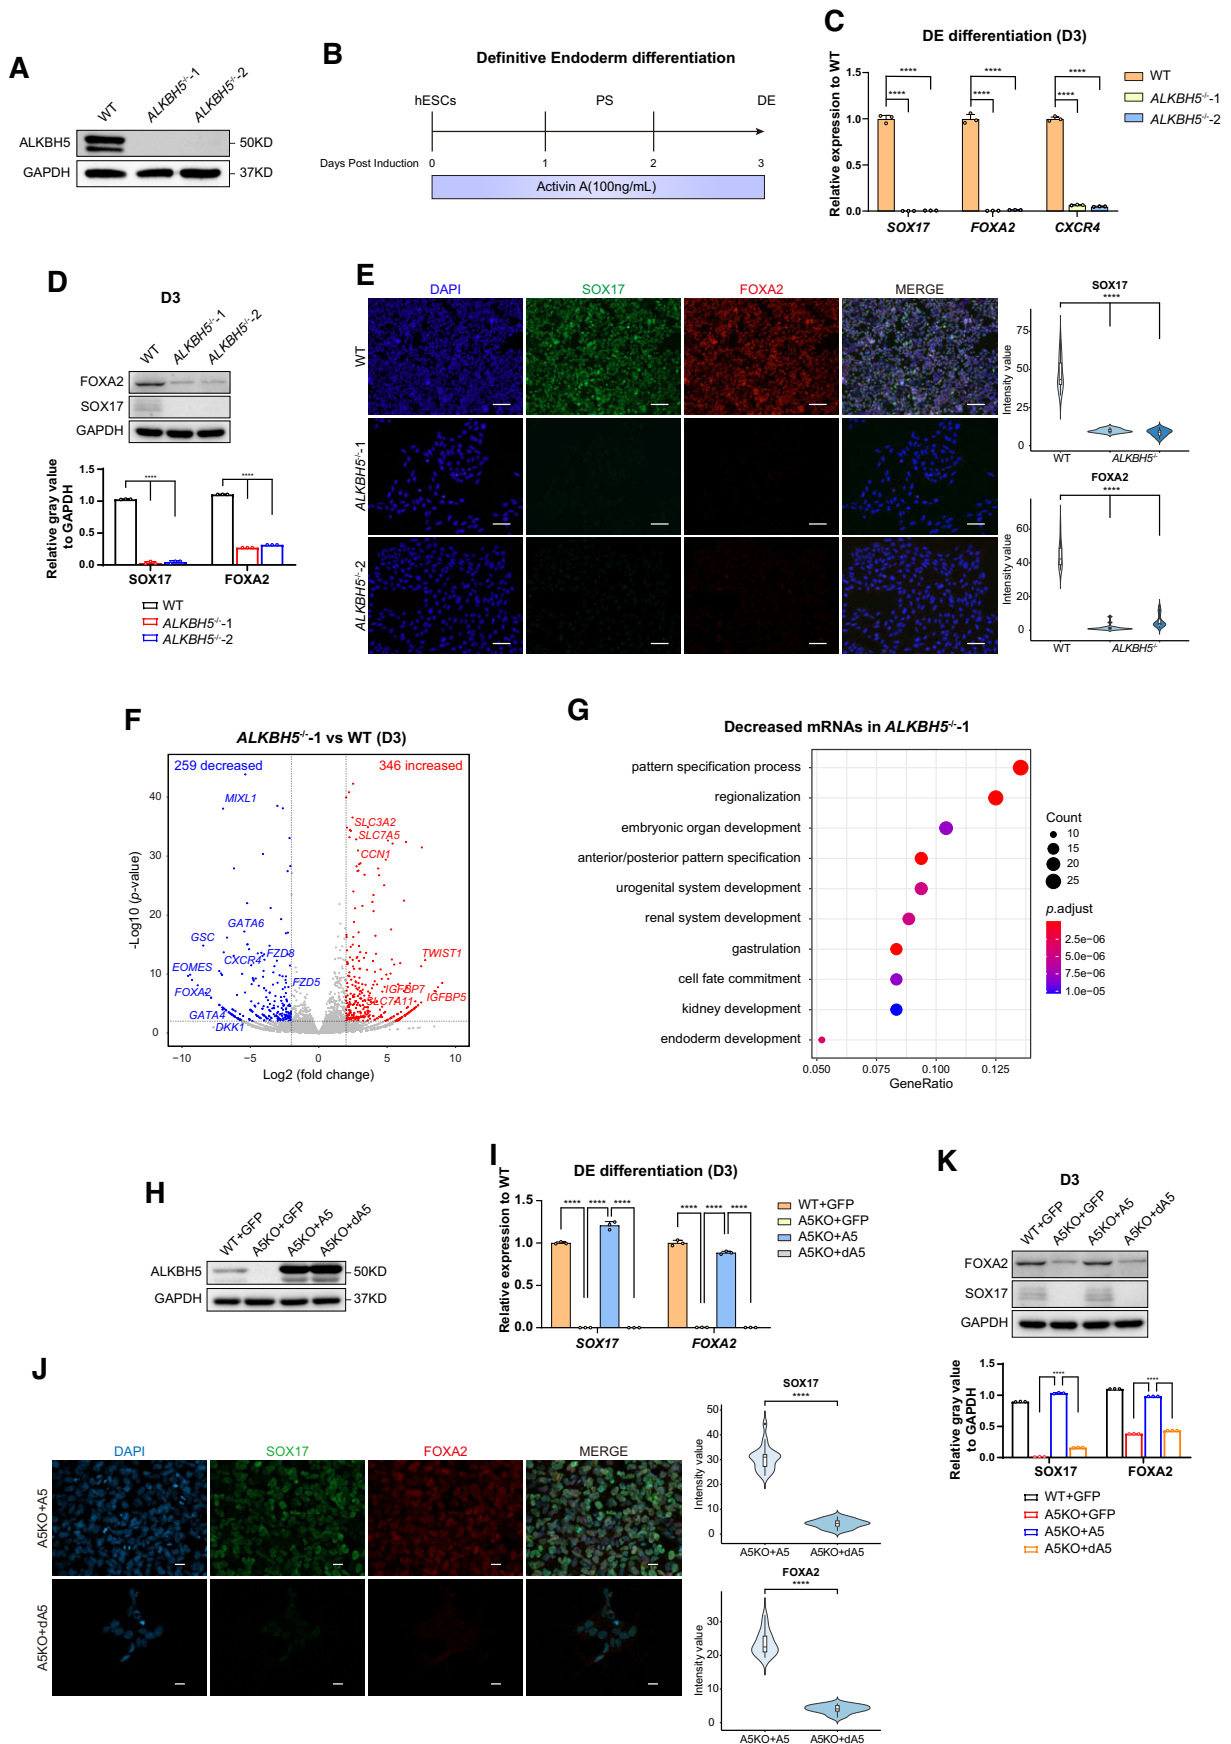 A
WT
ALKBH5-/--1
ALKBH5-/--2
ALKBH5
50KD
GAPDH
37KD
B
Definitive Endoderm differentiation
hESCs
PS
DE
Days Post Induction
0
1
2
3
Activin A(100ng/mL)
C
DE differentiation (D3)
Relative expression to WT
1.5
1.0
0.5
0.0
****
****
****
****
****
****
SOX17
FOXA2
CXCR4
WT
ALKBH5-/--1
ALKBH5-/--2
D
D3
WT
ALKBH5-/--1
ALKBH5-/--2
FOXA2
SOX17
GAPDH
Relative gray value
to GAPDH
1.5
1.0
0.5
0.0
****
****
SOX17
FOXA2
WT
ALKBH5-/--1
ALKBH5-/--2
E
DAPI
SOX17
FOXA2
MERGE
WT
ALKBH5-/--1
ALKBH5-/--2
SOX17
****
Intensity value
75
50
25
0
WT
ALKBH5-/-
FOXA2
****
Intensity value
60
40
20
0
WT
ALKBH5-/-
F
ALKBH5-/--1 vs WT (D3)
259 decreased
346 increased
MIXL1
SLC3A2
SLC7A5
CCN1
GATA6
GSC
CXCR4
FZD8
TWIST1
EOMES
FZD5
FOXA2
IGFBP7
SLC7A11
IGFBP5
GATA4
DKK1
-Log10 (p-value)
40
30
20
10
0
−10
−5
0
5
10
Log2 (fold change)
G
Decreased mRNAs in ALKBH5-/--1
pattern specification process
regionalization
embryonic organ development
anterior/posterior pattern specification
urogenital system development
renal system development
gastrulation
cell fate commitment
kidney development
endoderm development
0.050
0.075
0.100
0.125
GeneRatio
Count
10
15
20
25
p.adjust
2.5e−06
5.0e−06
7.5e−06
1.0e−05
H
WT+GFP
A5KO+GFP
A5KO+A5
A5KO+dA5
ALKBH5
50KD
GAPDH
37KD
I
DE differentiation (D3)
Relative expression to WT
1.5
1.0
0.5
0.0
**** **** ****
**** **** ****
SOX17
FOXA2
WT+GFP
A5KO+GFP
A5KO+A5
A5KO+dA5
J
DAPI
SOX17
FOXA2
MERGE
A5KO+A5
A5KO+dA5
SOX17
****
Intensity value
50
40
30
20
10
0
A5KO+A5
A5KO+dA5
FOXA2
****
Intensity value
30
20
10
0
A5KO+A5
A5KO+dA5
K
D3
WT+GFP
A5KO+GFP
A5KO+A5
A5KO+dA5
FOXA2
SOX17
GAPDH
Relative gray value
to GAPDH
1.5
1.0
0.5
0.0
****
****
SOX17
FOXA2
WT+GFP
A5KO+GFP
A5KO+A5
A5KO+dA5